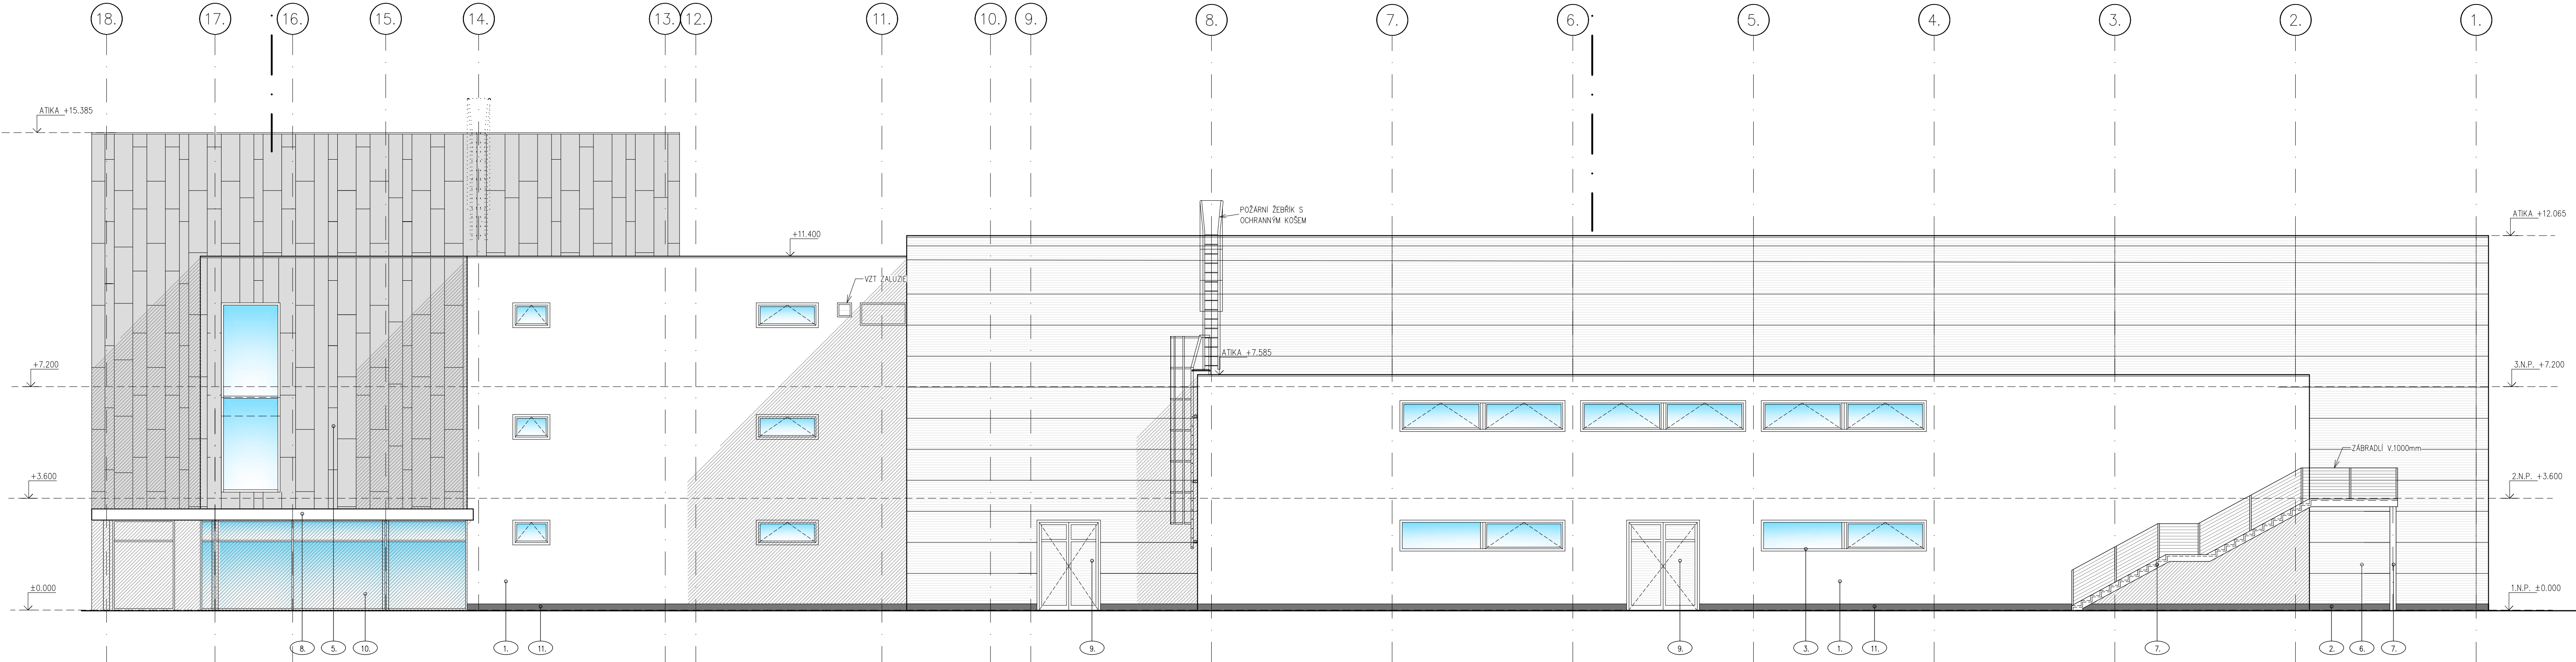 18. 17. 16. 15. 14. 13. 12. 11. 10. 9. 8. 7. 6. 5. 4. 3. 2. 1.
ATIKA +15.385
POŽÁRNÍ ŽEBŘÍK S
OCHRANNÝM KOŠEM
ATIKA +12.065
+11.400
VZT ŽALUZIE
ATIKA +7.585
+7.200
3.N.P. +7.200
ZÁBRADLÍ V.1000mm
+3.600
2.N.P. +3.600
±0.000
1.N.P. ±0.000
8. 5. 10. 1. 11. 9. 9. 3. 1. 11. 7. 2. 6. 7.